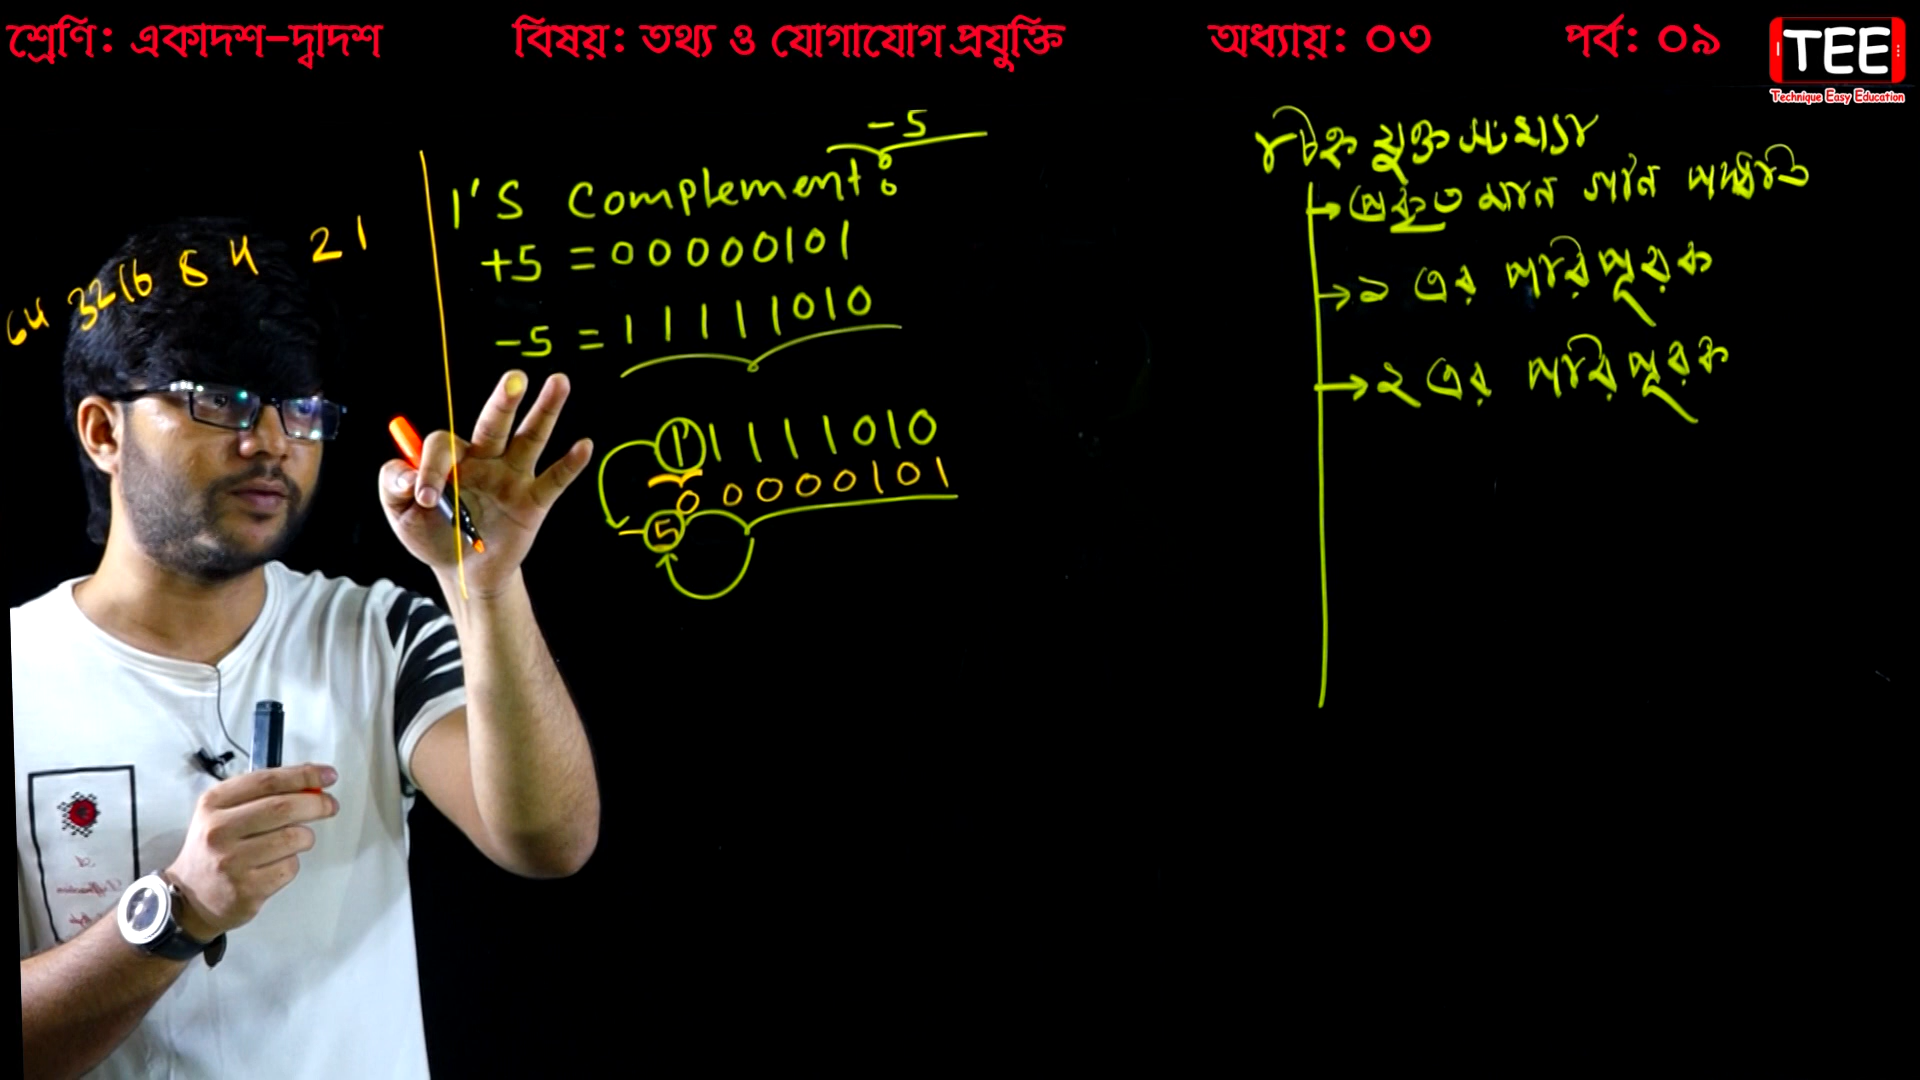 শ্রেণি: একাদশ-দ্বাদশ বিষয়: তথ্য ও যোগাযোগ প্রযুক্তি অধ্যায়: ০৩ পর্ব: ০৯
TEE
Technique Easy Education
64 32 16 8 4 2 1
-5
1'S Complement:
+5 = 00000101
-5 = 11111010
11111010
00000101
-5
চিহ্ন যুক্ত সংখ্যা
→ প্রকৃত মান গঠন পদ্ধতি
→ ১ এর পরিপূরক
→ ২ এর পরিপূরক